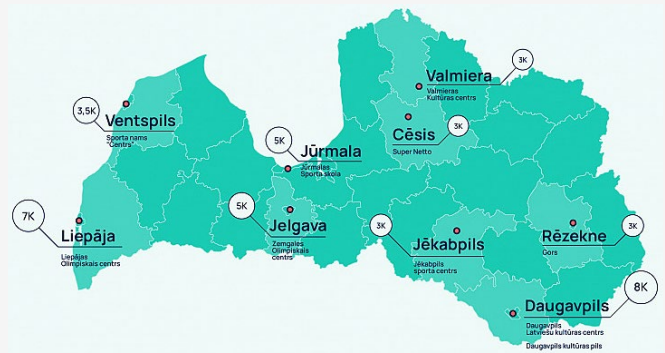 Valmiera
3K
Valmieras
Kultūras centrs
3,5K
Ventspils
Sporta nams
"Centrs"
Cēsis
3K
Super Netto
5K
Jūrmala
Jūrmalas
Sporta skola
5K
Jelgava
Zemgales
Olimpiskais
centrs
7K
Liepāja
Liepājas
Olimpiskais centrs
3K
Jēkabpils
Jēkabpils
sporta centrs
Rēzekne
3K
Gors
8K
Daugavpils
Daugavpils
Latviešu kultūras centrs
Daugavpils kultūras pils